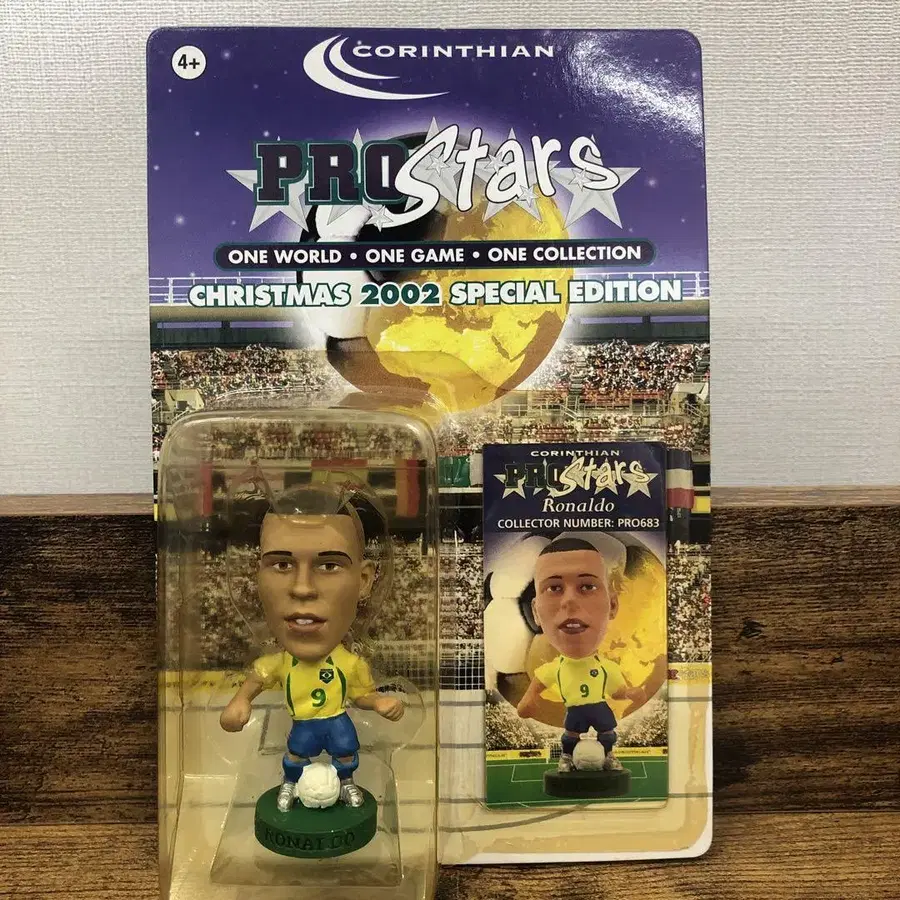 4+
CORINTHIAN
PROStars
ONE WORLD • ONE GAME • ONE COLLECTION
CHRISTMAS 2002 SPECIAL EDITION
CORINTHIAN
PROStars
Ronaldo
COLLECTOR NUMBER: PRO683
9
9
CORINTHIAN
RONALDO